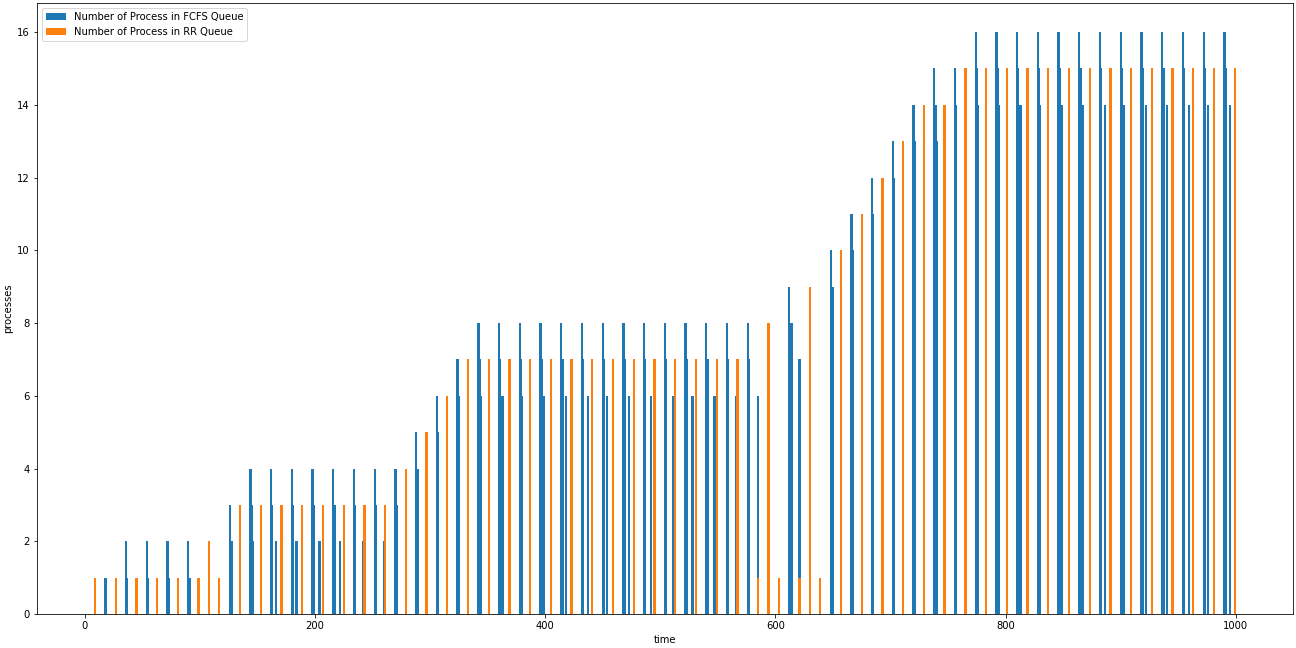 Number of Process in FCFS Queue
Number of Process in RR Queue
16
14
12
10
8
6
4
2
0
processes
0 200 400 600 800 1000
time